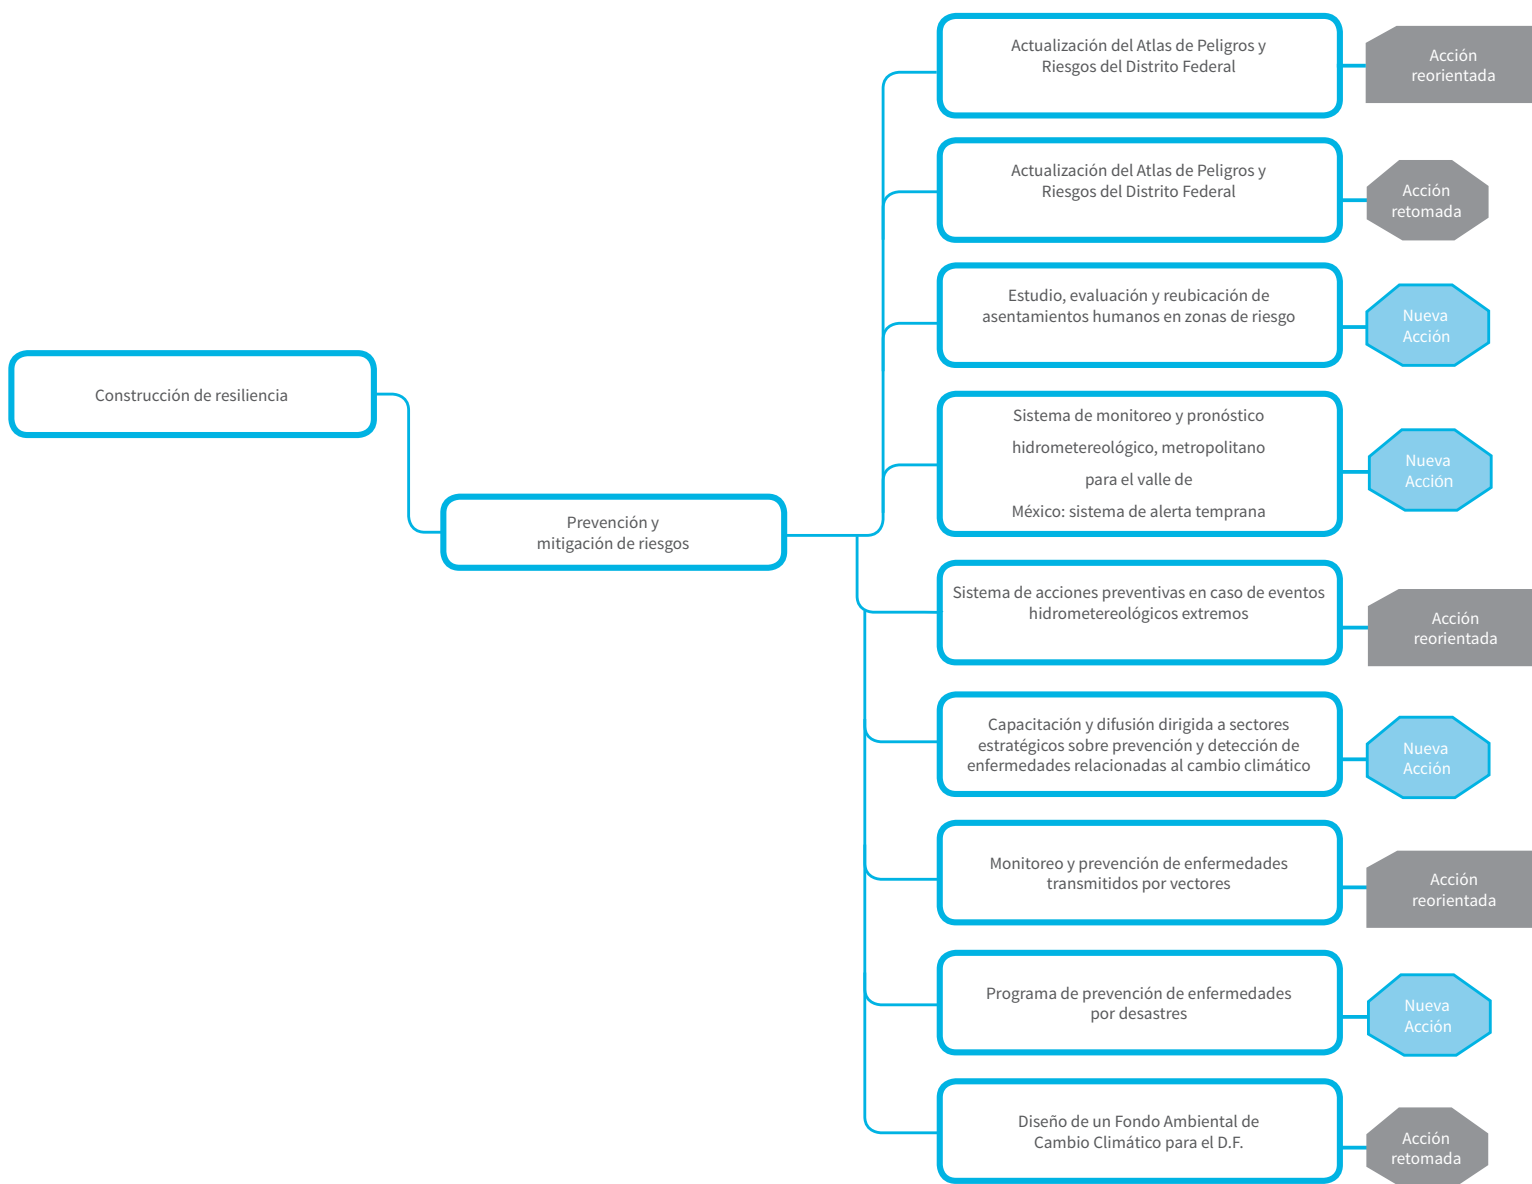 Construcción de resiliencia
Prevención y
mitigación de riesgos
Actualización del Atlas de Peligros y
Riesgos del Distrito Federal
Acción
reorientada
Actualización del Atlas de Peligros y
Riesgos del Distrito Federal
Acción
retomada
Estudio, evaluación y reubicación de
asentamientos humanos en zonas de riesgo
Nueva
Acción
Sistema de monitoreo y pronóstico
hidrometereológico, metropolitano
para el valle de
México: sistema de alerta temprana
Nueva
Acción
Sistema de acciones preventivas en caso de eventos
hidrometereológicos extremos
Acción
reorientada
Capacitación y difusión dirigida a sectores
estratégicos sobre prevención y detección de
enfermedades relacionadas al cambio climático
Nueva
Acción
Monitoreo y prevención de enfermedades
transmitidos por vectores
Acción
reorientada
Programa de prevención de enfermedades
por desastres
Nueva
Acción
Diseño de un Fondo Ambiental de
Cambio Climático para el D.F.
Acción
retomada